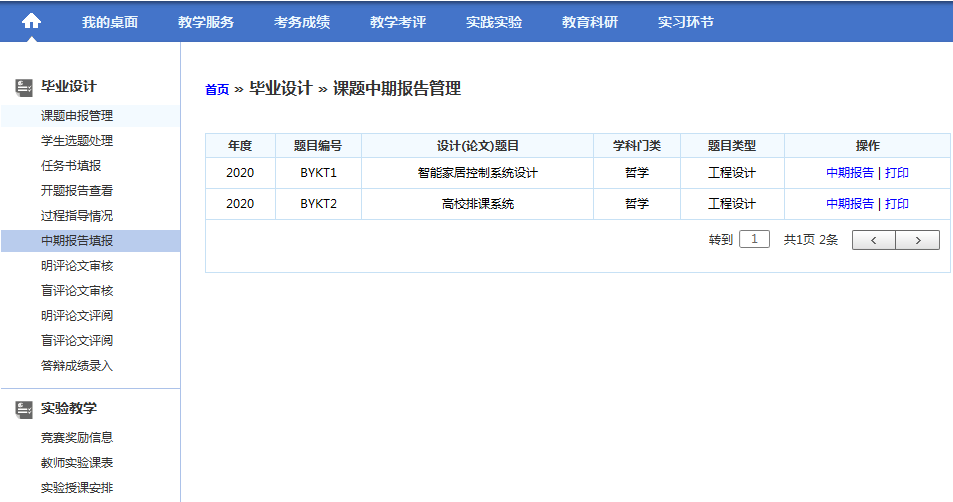 我的桌面 教学服务 考务成绩 教学考评 实践实验 教育科研 实习环节
毕业设计
课题申报管理
学生选题处理
任务书填报
开题报告查看
过程指导情况
中期报告填报
明评论文审核
盲评论文审核
明评论文评阅
盲评论文评阅
答辩成绩录入
实验教学
竞赛奖励信息
教师实验课表
实验授课安排
首页 » 毕业设计 » 课题中期报告管理
年度 题目编号 设计(论文)题目 学科门类 题目类型 操作
2020 BYKT1 智能家居控制系统设计 哲学 工程设计 中期报告 | 打印
2020 BYKT2 高校排课系统 哲学 工程设计 中期报告 | 打印
转到 1 共1页 2条 < >